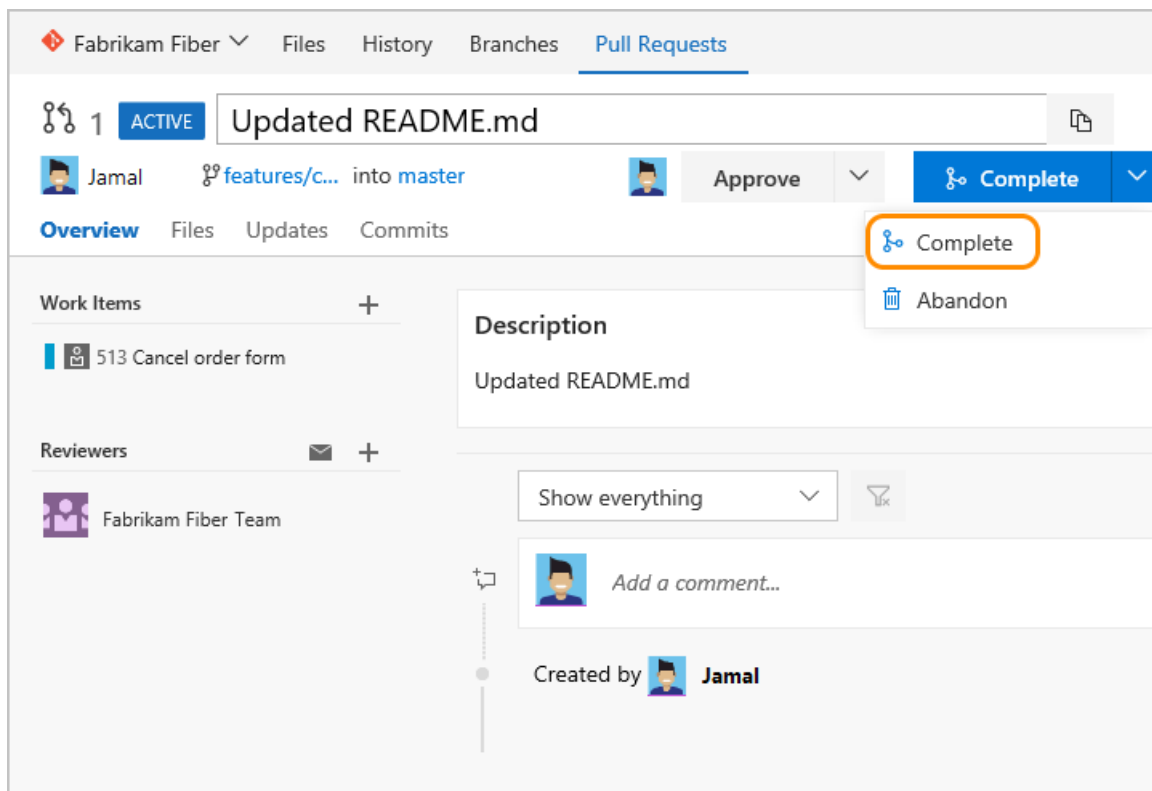 Fabrikam Fiber Files History Branches Pull Requests
1 ACTIVE Updated README.md
Jamal features/c... into master Approve Complete
Overview Files Updates Commits
Complete
Abandon
Work Items
513 Cancel order form
Description
Updated README.md
Reviewers
Fabrikam Fiber Team
Show everything
Add a comment...
Created by Jamal